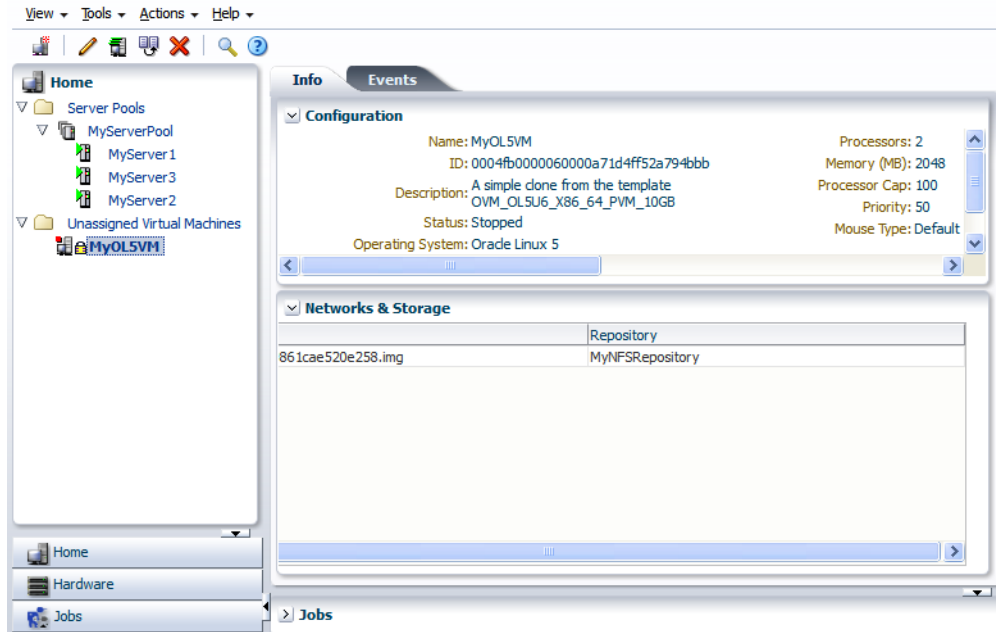 View Tools Actions Help
Home
Server Pools
MyServerPool
MyServer1
MyServer3
MyServer2
Unassigned Virtual Machines
MyOL5VM
Home
Hardware
Jobs
Info Events
Configuration
Name: MyOL5VM
ID: 0004fb0000060000a71d4ff52a794bbb
Description: A simple clone from the template
OVM_OL5U6_X86_64_PVM_10GB
Status: Stopped
Operating System: Oracle Linux 5
Processors: 2
Memory (MB): 2048
Processor Cap: 100
Priority: 50
Mouse Type: Default
Networks & Storage
Repository
861cae520e258.img MyNFSRepository
Jobs